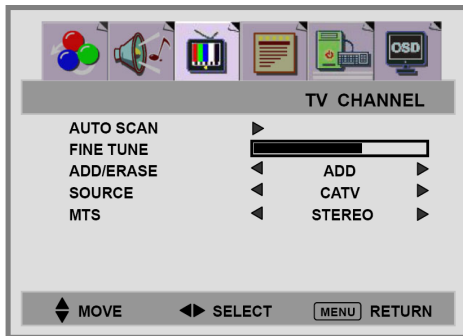 OSD
TV CHANNEL
AUTO SCAN
FINE TUNE
ADD/ERASE ADD
SOURCE CATV
MTS STEREO
MOVE SELECT MENU RETURN